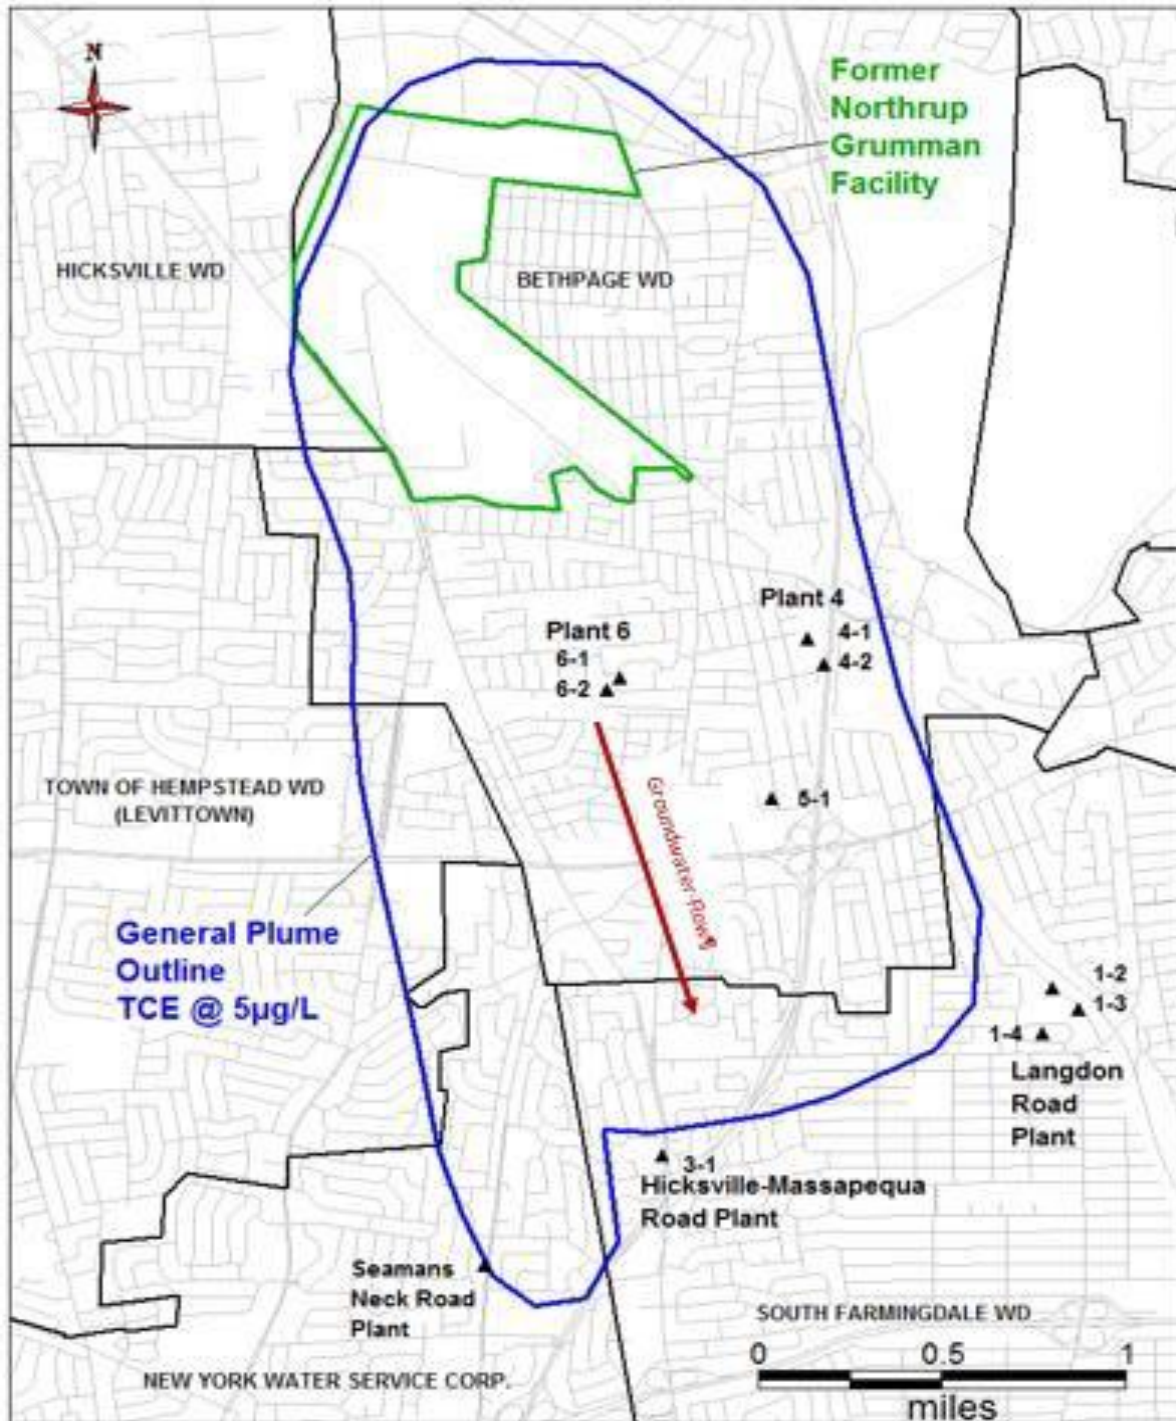 N
Former
Northrup
Grumman
Facility
HICKSVILLE WD
BETHPAGE WD
Plant 4
4-1
4-2
Plant 6
6-1
6-2
TOWN OF HEMPSTEAD WD
(LEVITTOWN)
5-1
Groundwater Flow¶
General Plume
Outline
TCE @ 5µg/L
1-2
1-3
1-4
Langdon
Road
Plant
3-1
Hicksville-Massapequa
Road Plant
Seamans
Neck Road
Plant
SOUTH FARMINGDALE WD
NEW YORK WATER SERVICE CORP.
0 0.5 1
miles